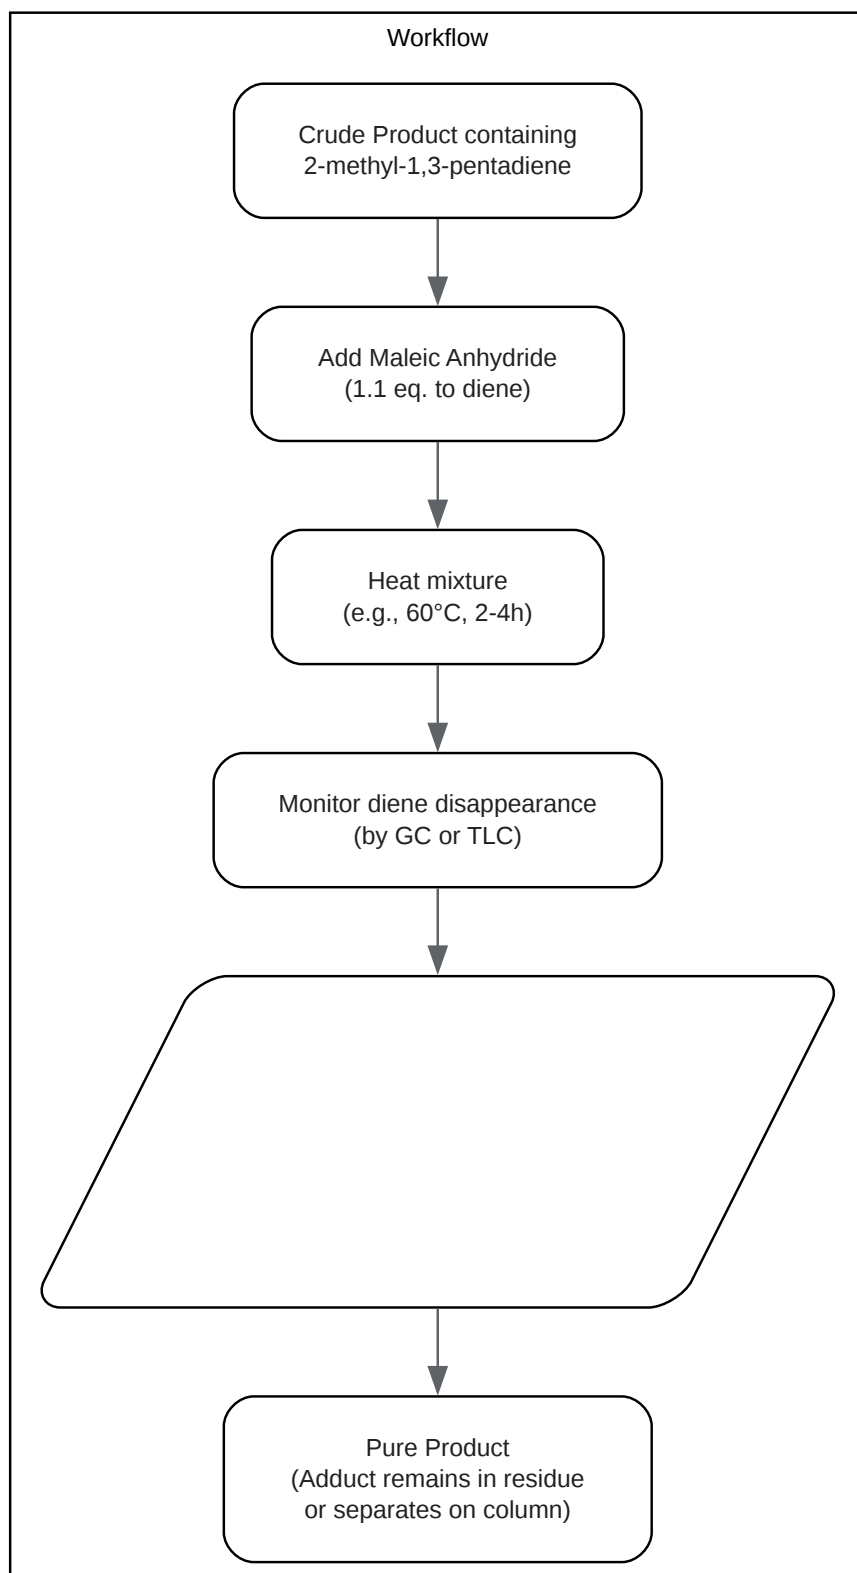 Workflow
Crude Product containing
2-methyl-1,3-pentadiene
Add Maleic Anhydride
(1.1 eq. to diene)
Heat mixture
(e.g., 60°C, 2-4h)
Monitor diene disappearance
(by GC or TLC)
Pure Product
(Adduct remains in residue
or separates on column)